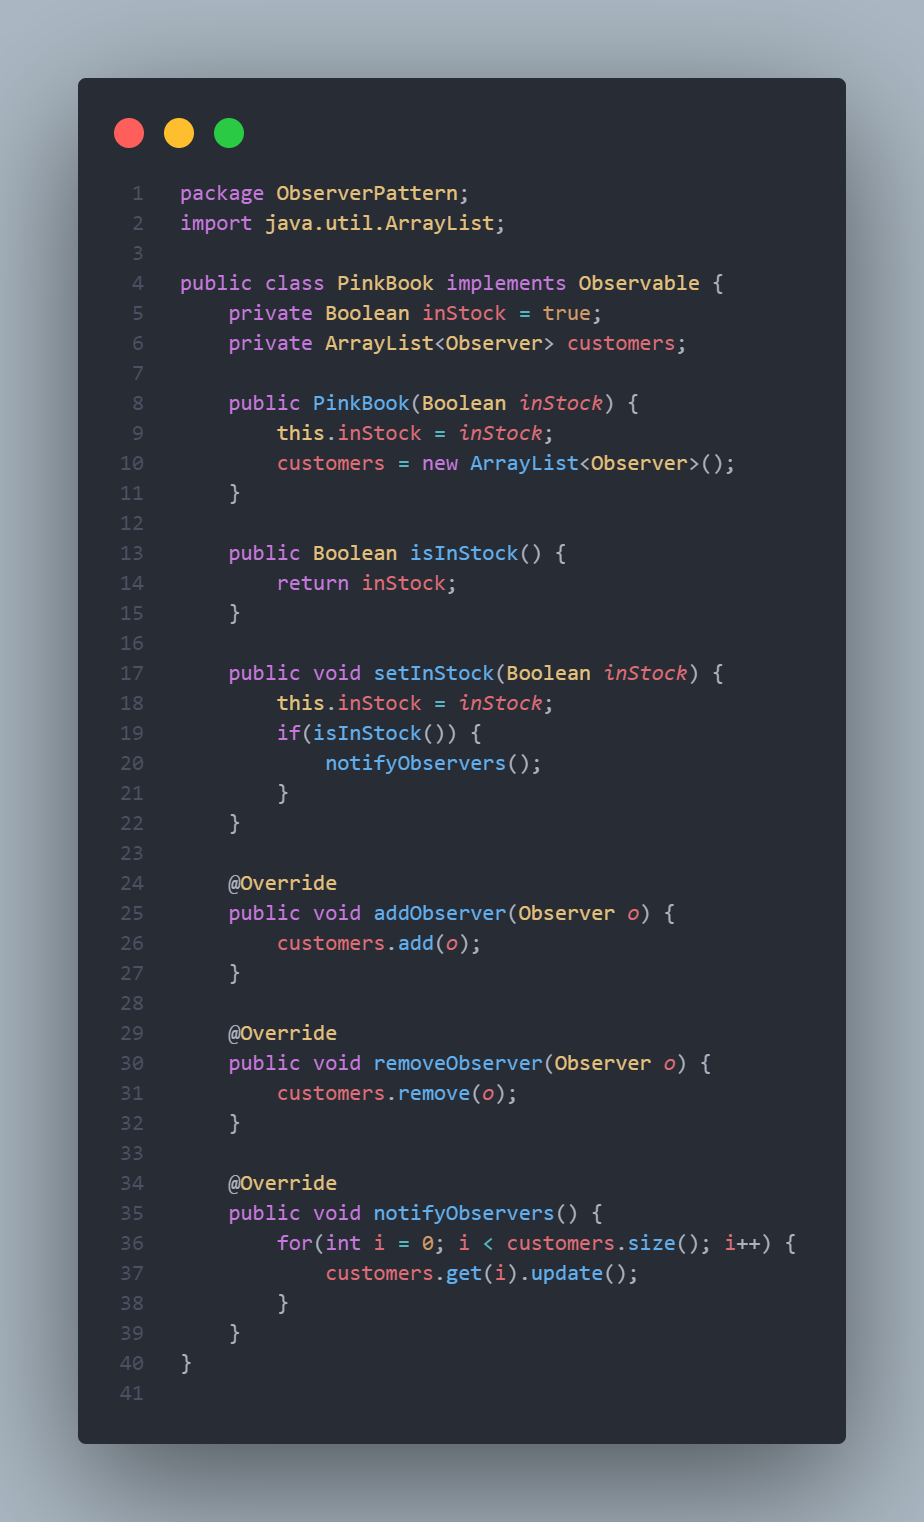 1 package ObserverPattern;
2 import java.util.ArrayList;
3
4 public class PinkBook implements Observable {
5     private Boolean inStock = true;
6     private ArrayList<Observer> customers;
7
8     public PinkBook(Boolean inStock) {
9         this.inStock = inStock;
10         customers = new ArrayList<Observer>();
11     }
12
13     public Boolean isInStock() {
14         return inStock;
15     }
16
17     public void setInStock(Boolean inStock) {
18         this.inStock = inStock;
19         if(isInStock()) {
20             notifyObservers();
21         }
22     }
23
24     @Override
25     public void addObserver(Observer o) {
26         customers.add(o);
27     }
28
29     @Override
30     public void removeObserver(Observer o) {
31         customers.remove(o);
32     }
33
34     @Override
35     public void notifyObservers() {
36         for(int i = 0; i < customers.size(); i++) {
37             customers.get(i).update();
38         }
39     }
40 }
41